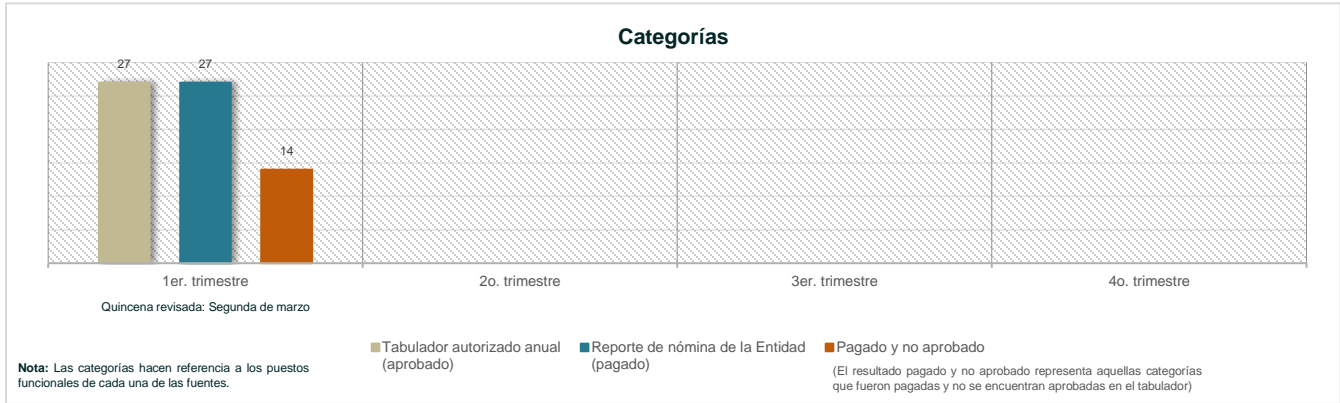 Categorías
27
27
14
1er. trimestre
2o. trimestre
3er. trimestre
4o. trimestre
Quincena revisada: Segunda de marzo
Tabulador autorizado anual
(aprobado)
Reporte de nómina de la Entidad
(pagado)
Pagado y no aprobado
(El resultado pagado y no aprobado representa aquellas categorías
que fueron pagadas y no se encuentran aprobadas en el tabulador)
Nota: Las categorías hacen referencia a los puestos
funcionales de cada una de las fuentes.